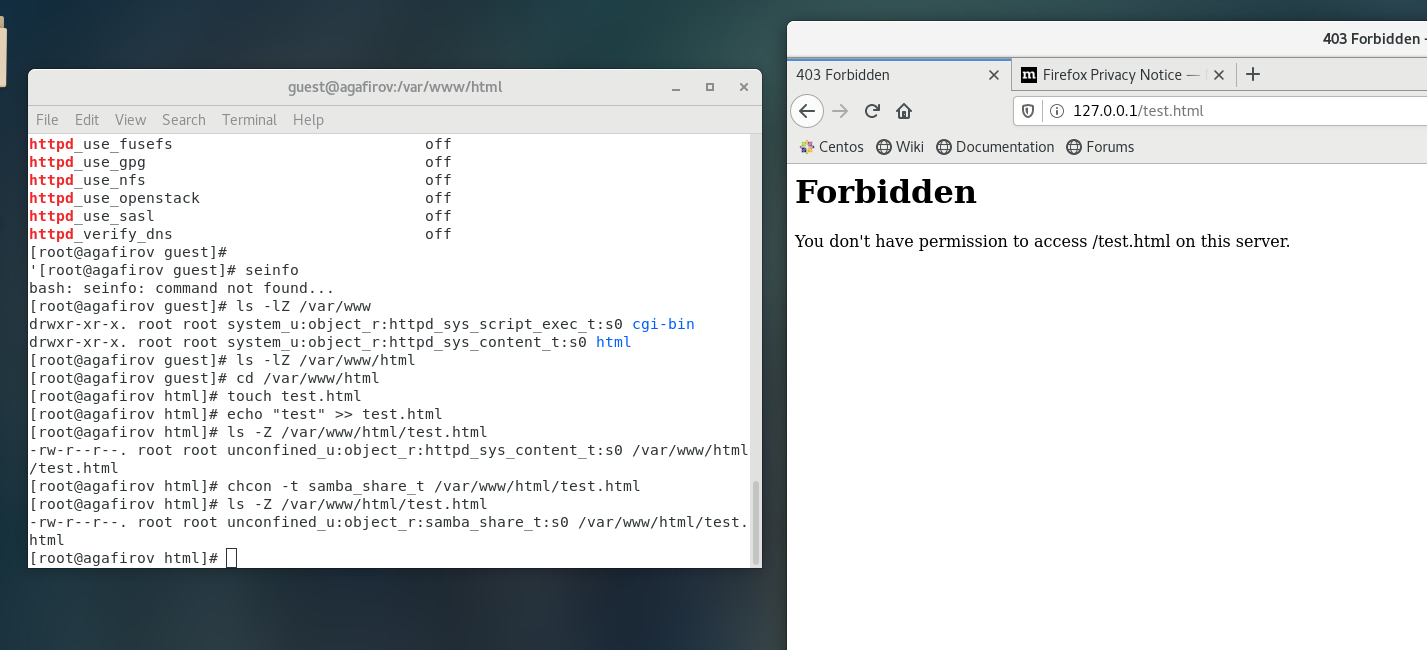 guest@agafirov:/var/www/html
File Edit View Search Terminal Help
httpd_use_fusefs off
httpd_use_gpg off
httpd_use_nfs off
httpd_use_openstack off
httpd_use_sasl off
httpd_verify_dns off
[root@agafirov guest]#
'[root@agafirov guest]# seinfo
bash: seinfo: command not found...
[root@agafirov guest]# ls -lZ /var/www
drwxr-xr-x. root root system_u:object_r:httpd_sys_script_exec_t:s0 cgi-bin
drwxr-xr-x. root root system_u:object_r:httpd_sys_content_t:s0 html
[root@agafirov guest]# ls -lZ /var/www/html
[root@agafirov guest]# cd /var/www/html
[root@agafirov html]# touch test.html
[root@agafirov html]# echo "test" >> test.html
[root@agafirov html]# ls -Z /var/www/html/test.html
-rw-r--r--. root root unconfined_u:object_r:httpd_sys_content_t:s0 /var/www/html
/test.html
[root@agafirov html]# chcon -t samba_share_t /var/www/html/test.html
[root@agafirov html]# ls -Z /var/www/html/test.html
-rw-r--r--. root root unconfined_u:object_r:samba_share_t:s0 /var/www/html/test.
html
[root@agafirov html]#
403 Forbidden -
403 Forbidden
m Firefox Privacy Notice —
127.0.0.1/test.html
Centos Wiki Documentation Forums
Forbidden
You don't have permission to access /test.html on this server.